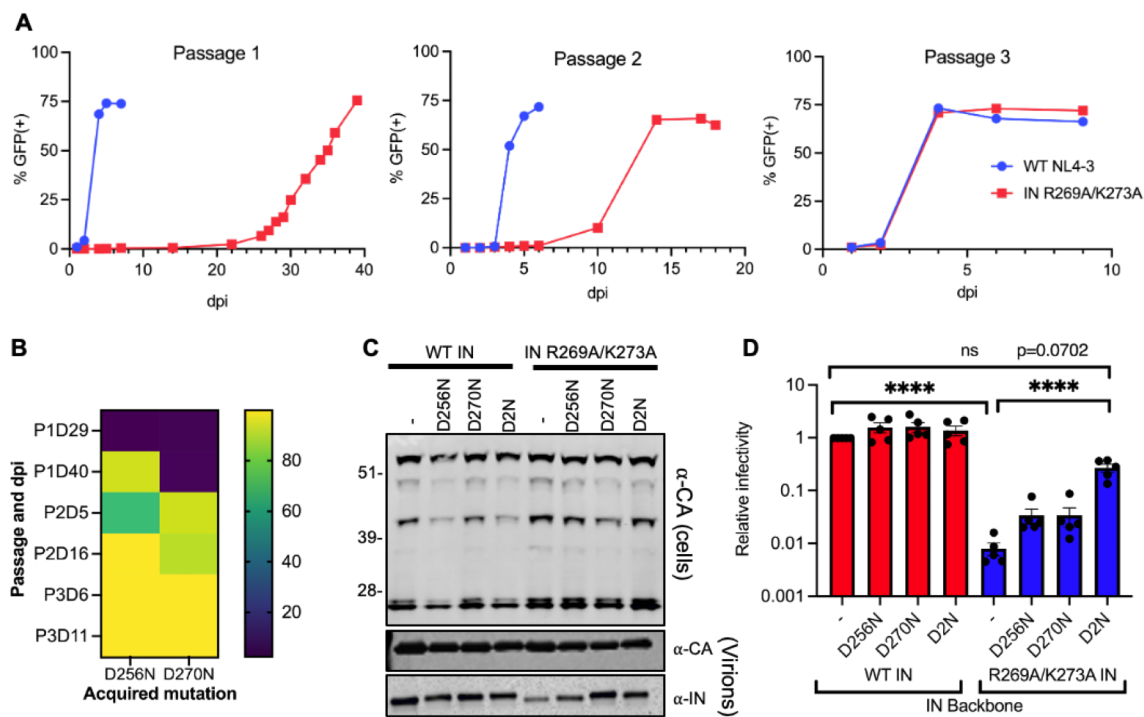 A
Passage 1
Passage 2
Passage 3
% GFP(+)
100
75
50
25
0
0
10
20
30
40
dpi
% GFP(+)
100
75
50
25
0
0
5
10
15
20
dpi
% GFP(+)
100
75
50
25
0
0
5
10
dpi
WT NL4-3
IN R269A/K273A
B
Passage and dpi
P1D29
P1D40
P2D5
P2D16
P3D6
P3D11
D256N
D270N
Acquired mutation
80
60
40
20
C
WT IN
IN R269A/K273A
-
D256N
D270N
D2N
-
D256N
D270N
D2N
51-
39-
28-
α-CA (cells)
α-CA
α-IN
(Virions)
D
ns p=0.0702
****
****
Relative infectivity
10
1
0.1
0.01
0.001
-
D256N
D270N
D2N
-
D256N
D270N
D2N
WT IN
R269A/K273A IN
IN Backbone